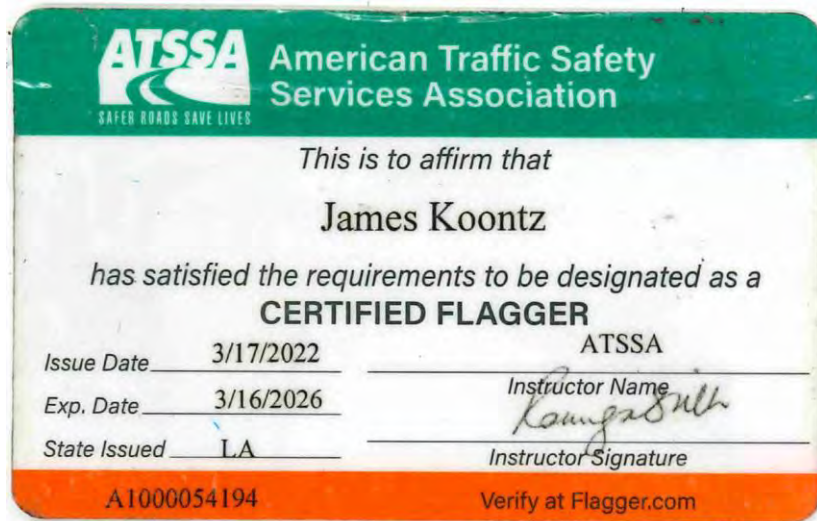 ATSSA
SAFER ROADS SAVE LIVES
American Traffic Safety
Services Association
This is to affirm that
James Koontz
has satisfied the requirements to be designated as a
CERTIFIED FLAGGER
Issue Date 3/17/2022
ATSSA
Instructor Name
Exp. Date 3/16/2026
State Issued LA
Instructor Signature
A1000054194
Verify at Flagger.com